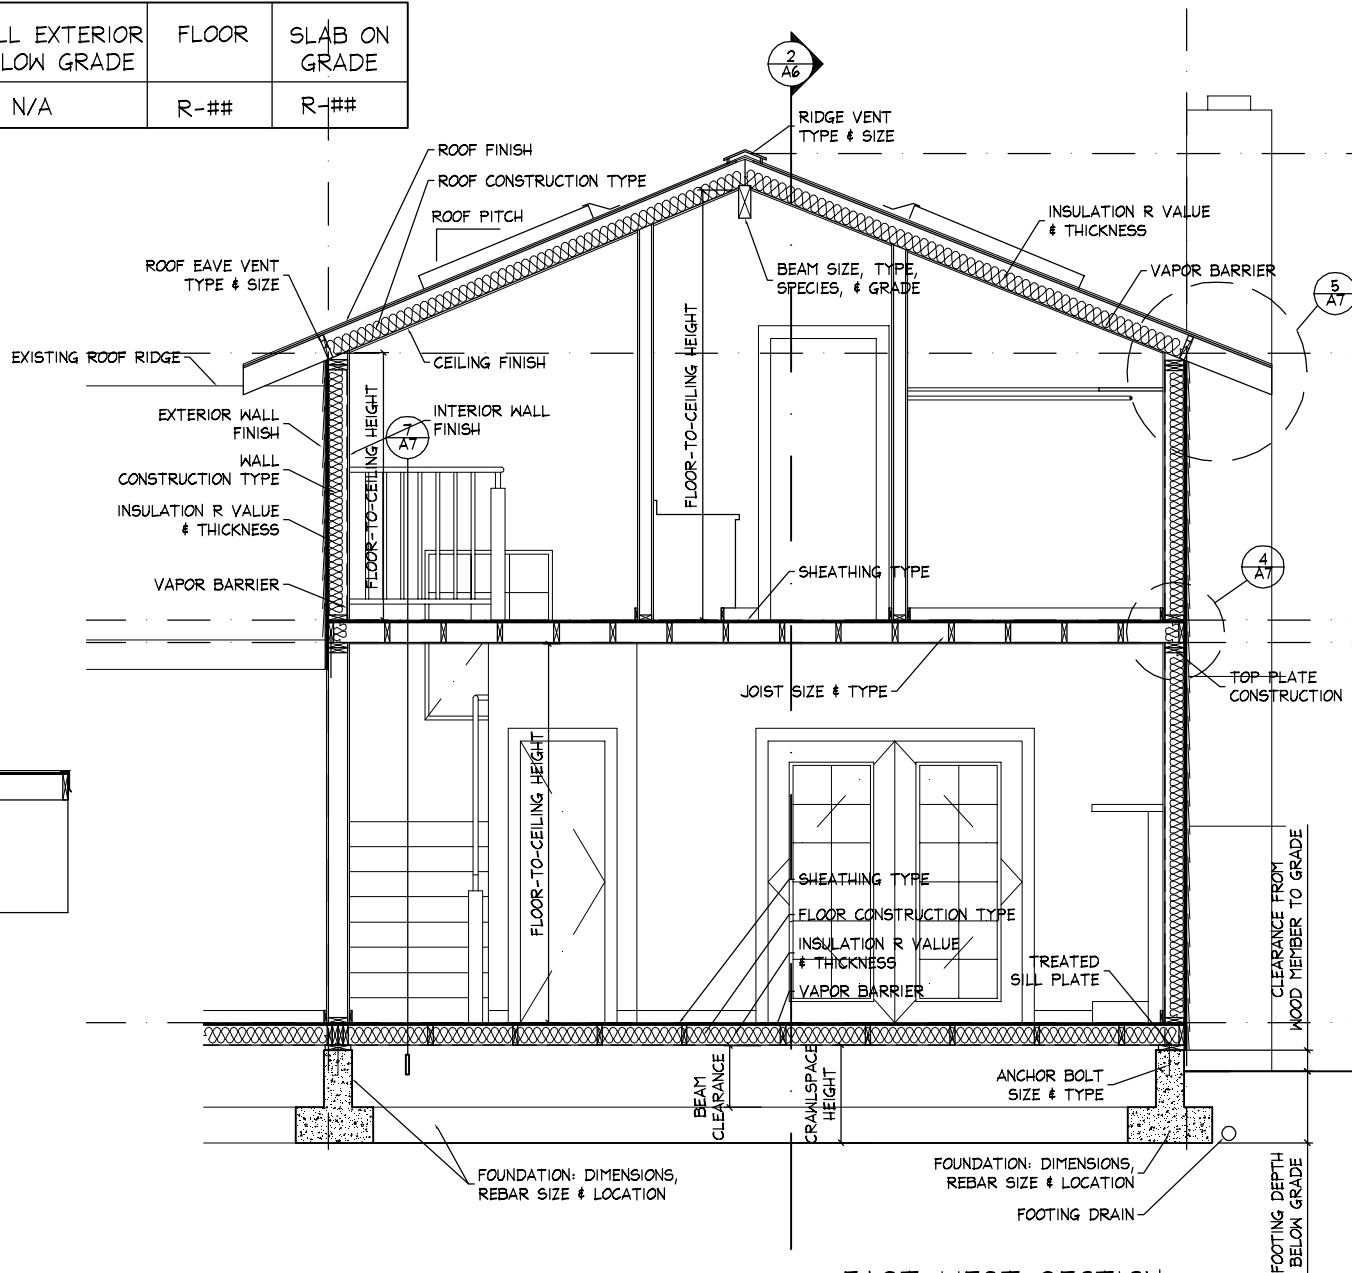 LL EXTERIOR
LOW GRADE
FLOOR
SLAB ON
GRADE
N/A
R-##
R-##
2
A6
RIDGE VENT
TYPE & SIZE
ROOF FINISH
ROOF CONSTRUCTION TYPE
ROOF PITCH
INSULATION R VALUE
& THICKNESS
ROOF EAVE VENT
TYPE & SIZE
BEAM SIZE, TYPE,
SPECIES, & GRADE
VAPOR BARRIER
5
A7
EXISTING ROOF RIDGE
CEILING FINISH
FLOOR-TO-CEILING HEIGHT
FLOOR-TO-CEILING HEIGHT
EXTERIOR WALL
FINISH
7
A7
INTERIOR WALL
FINISH
WALL
CONSTRUCTION TYPE
INSULATION R VALUE
& THICKNESS
VAPOR BARRIER
SHEATHING TYPE
4
A7
JOIST SIZE & TYPE
TOP PLATE
CONSTRUCTION
FLOOR-TO-CEILING HEIGHT
SHEATHING TYPE
FLOOR CONSTRUCTION TYPE
INSULATION R VALUE
& THICKNESS
VAPOR BARRIER
TREATED
SILL PLATE
CLEARANCE FROM
WOOD MEMBER TO GRADE
BEAM
CLEARANCE
CRAWLSPACE
HEIGHT
ANCHOR BOLT
SIZE & TYPE
FOUNDATION: DIMENSIONS,
REBAR SIZE & LOCATION
FOUNDATION: DIMENSIONS,
REBAR SIZE & LOCATION
FOOTING DRAIN
FOOTING DEPTH
BELOW GRADE
EAST-WEST SECTION